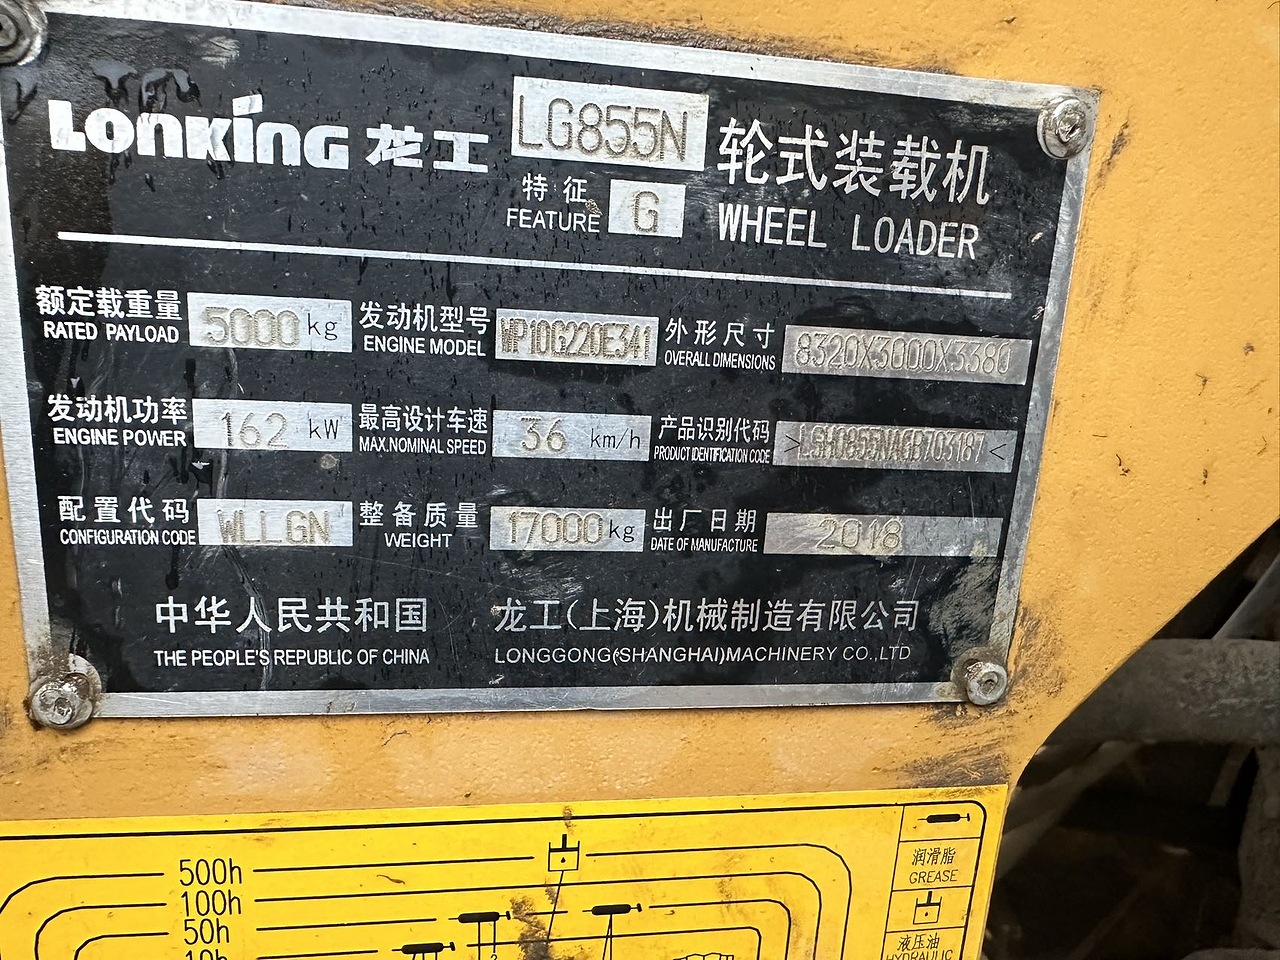 LONKING 龙工 LG855N 轮式装载机
特征 FEATURE G WHEEL LOADER
额定载重量 RATED PAYLOAD 5000 kg 发动机型号 ENGINE MODEL WP10G220E341 外形尺寸 OVERALL DIMENSIONS 8320X3000X3380
发动机功率 ENGINE POWER 162 kW 最高设计车速 MAX.NOMINAL SPEED 36 km/h 产品识别代码 PRODUCT IDENTIFICATION CODE >LSH0855NAGB703187<
配置代码 CONFIGURATION CODE WLLGN 整备质量 WEIGHT 17000 kg 出厂日期 DATE OF MANUFACTURE 2018
中华人民共和国 龙工(上海)机械制造有限公司
THE PEOPLE'S REPUBLIC OF CHINA LONGGONG(SHANGHAI)MACHINERY CO.,LTD
500h
100h
50h
10h
润滑脂
GREASE
液压油
HYDRAULIC